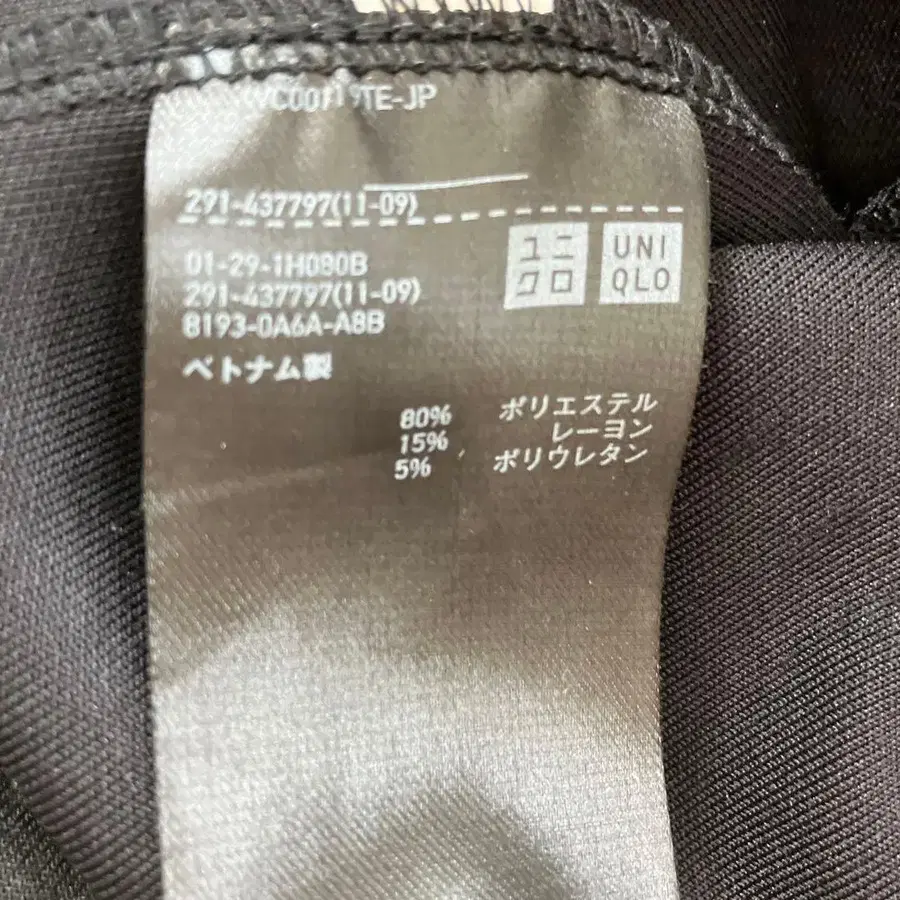 VC00119TE-JP
291-437797(11-09)
ユニ
クロ
UNI
QLO
01-29-1H080B
291-437797(11-09)
8193-0A6A-A8B
ベトナム製
80% ポリエステル
15% レーヨン
5% ポリウレタン